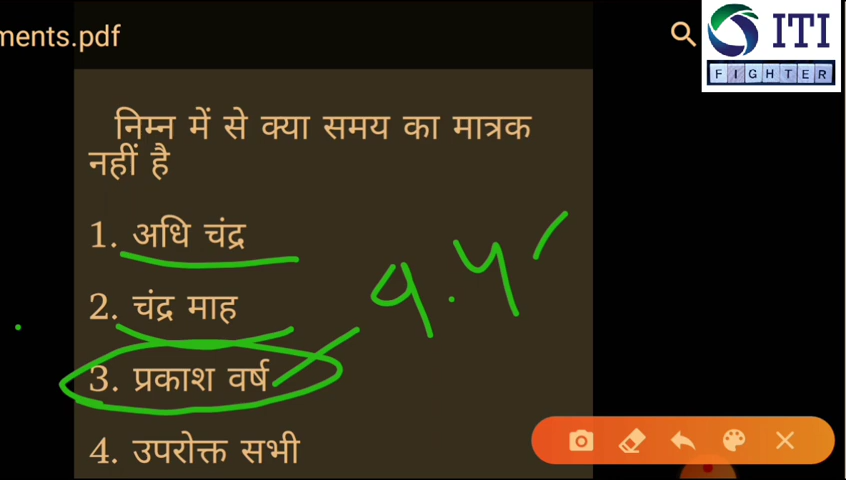 ments.pdf
ITI
FIGHTER
निम्न में से क्या समय का मात्रक
नहीं है
1. अधि चंद्र
2. चंद्र माह
3. प्रकाश वर्ष
4. उपरोक्त सभी